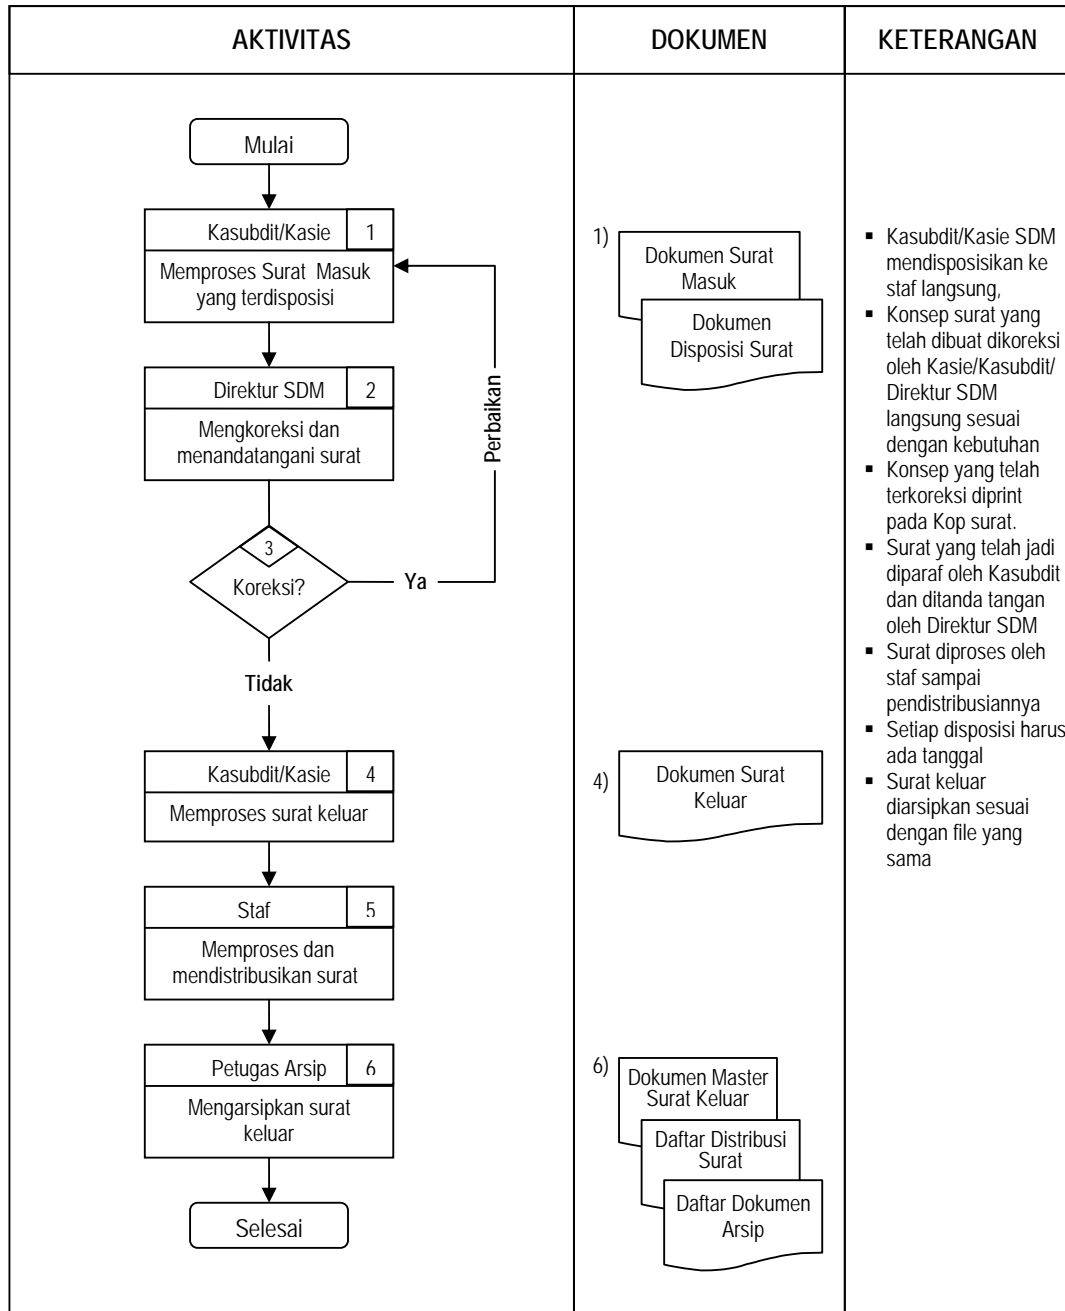 AKTIVITAS
DOKUMEN
KETERANGAN
Mulai
Kasubdit/Kasie
1
Memproses Surat Masuk
yang terdisposisi
Direktur SDM
2
Mengkoreksi dan
menandatangani surat
Perbaikan
3
Koreksi?
Ya
Tidak
Kasubdit/Kasie
4
Memproses surat keluar
Staf
5
Memproses dan
mendistribusikan surat
Petugas Arsip
6
Mengarsipkan surat
keluar
Selesai
1)
Dokumen Surat
Masuk
Dokumen
Disposisi Surat
4)
Dokumen Surat
Keluar
6)
Dokumen Master
Surat Keluar
Daftar Distribusi
Surat
Daftar Dokumen
Arsip
▪ Kasubdit/Kasie SDM
mendisposisikan ke
staf langsung,
▪ Konsep surat yang
telah dibuat dikoreksi
oleh Kasie/Kasubdit/
Direktur SDM
langsung sesuai
dengan kebutuhan
▪ Konsep yang telah
terkoreksi diprint
pada Kop surat.
▪ Surat yang telah jadi
diparaf oleh Kasubdit
dan ditanda tangan
oleh Direktur SDM
▪ Surat diproses oleh
staf sampai
pendistribusiannya
▪ Setiap disposisi harus
ada tanggal
▪ Surat keluar
diarsipkan sesuai
dengan file yang
sama